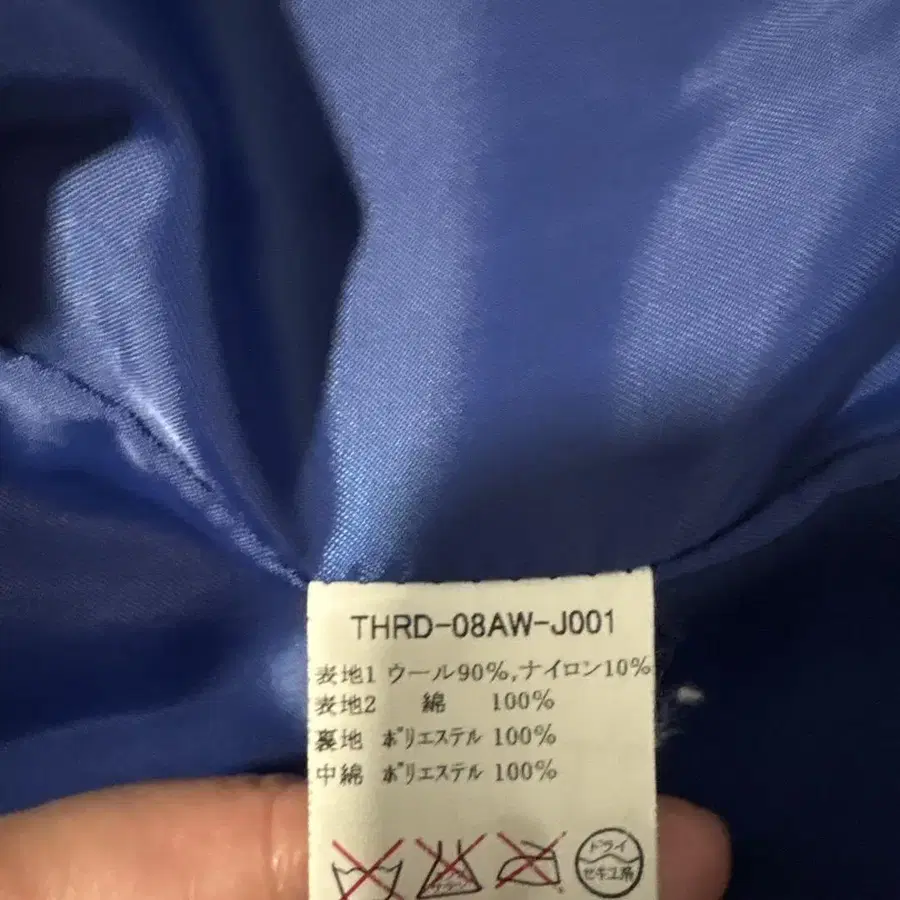 THRD-08AW-J001
表地1 ウール90%,ナイロン10%
表地2 綿 100%
裏地 ポリエステル 100%
中綿 ポリエステル 100%
ドライ
セキユ系